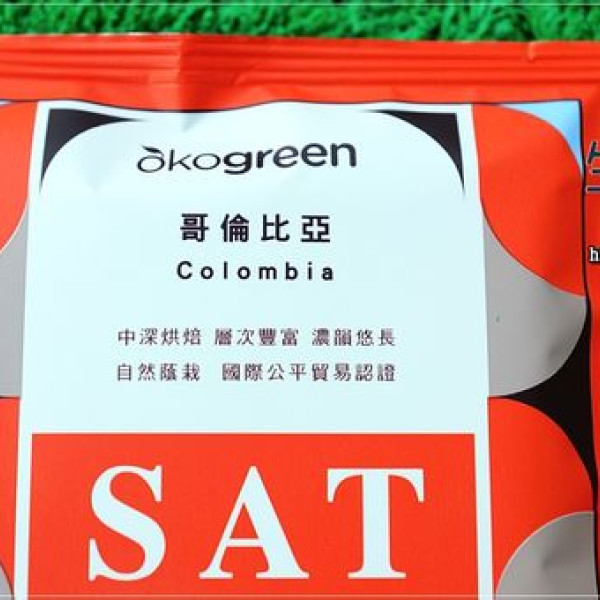 ökogreen
哥倫比亞
Colombia
中深烘焙 層次豐富 濃韻悠長
自然蔭栽 國際公平貿易認證
SAT